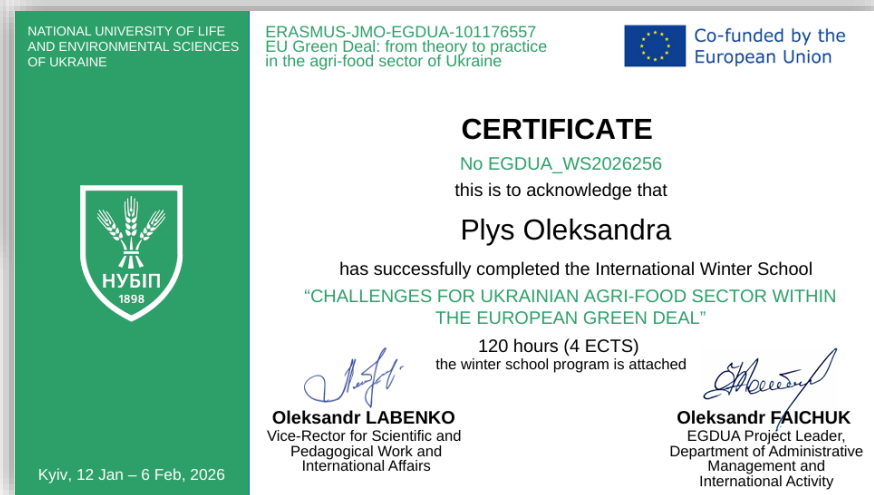 NATIONAL UNIVERSITY OF LIFE
AND ENVIRONMENTAL SCIENCES
OF UKRAINE
ERASMUS-JMO-EGDUA-101176557
EU Green Deal: from theory to practice
in the agri-food sector of Ukraine
Co-funded by the
European Union
CERTIFICATE
No EGDUA_WS2026256
this is to acknowledge that
Plys Oleksandra
has successfully completed the International Winter School
“CHALLENGES FOR UKRAINIAN AGRI-FOOD SECTOR WITHIN
THE EUROPEAN GREEN DEAL”
120 hours (4 ECTS)
the winter school program is attached
НУБІП
1898
Oleksandr LABENKO
Vice-Rector for Scientific and
Pedagogical Work and
International Affairs
Oleksandr FAICHUK
EGDUA Project Leader,
Department of Administrative
Management and
International Activity
Kyiv, 12 Jan – 6 Feb, 2026